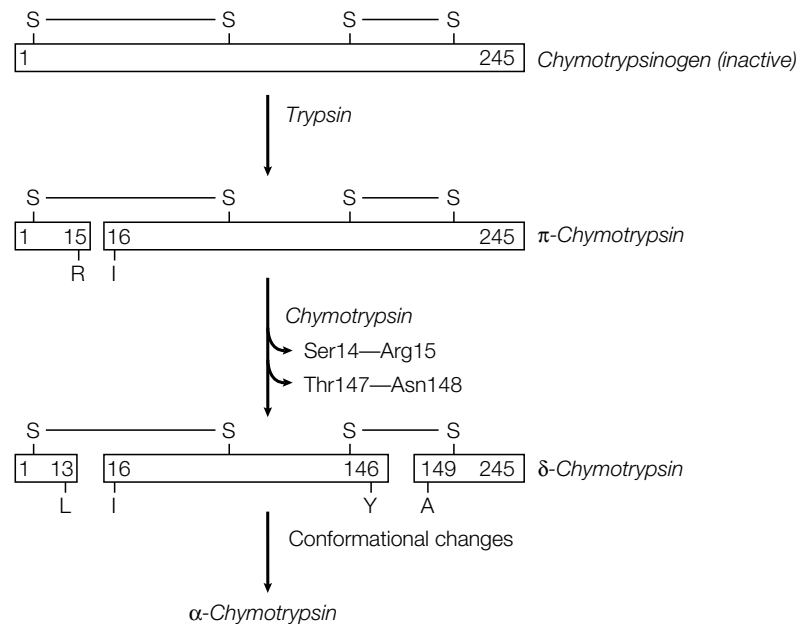 S S S S
1 245 Chymotrypsinogen (inactive)
Trypsin
S S S S
1 15 16 245 π-Chymotrypsin
R I
Chymotrypsin
Ser14—Arg15
Thr147—Asn148
S S S S
1 13 16 146 149 245 δ-Chymotrypsin
L I Y A
Conformational changes
α-Chymotrypsin